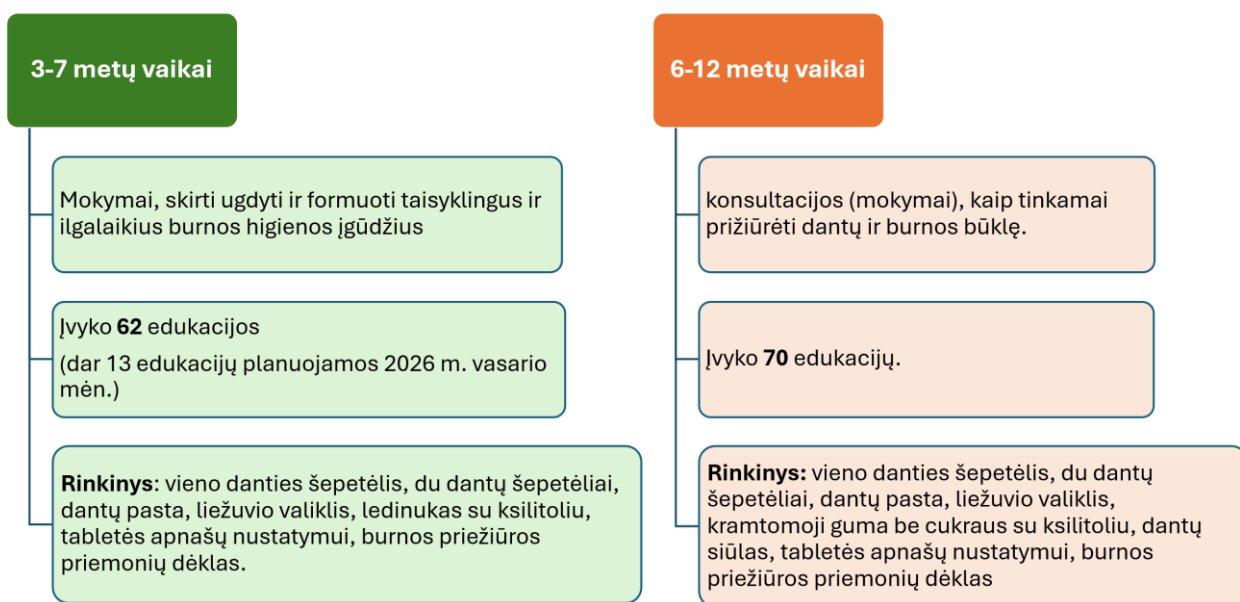 3-7 metų vaikai
Mokymai, skirti ugdyti ir formuoti taisyklingus ir
ilgalaikius burnos higienos įgūdžius
Įvyko 62 edukacijos
(dar 13 edukacijų planuojamos 2026 m. vasario
mėn.)
Rinkinys: vieno danties šepetėlis, du dantų šepetėliai,
dantų pasta, liežuvio valiklis, ledinukas su ksilitoliu,
tabletės apnašų nustatymui, burnos priežiūros
priemonių dėklas.
6-12 metų vaikai
konsultacijos (mokymai), kaip tinkamai
prižiūrėti dantų ir burnos būklę.
Įvyko 70 edukacijų.
Rinkinys: vieno danties šepetėlis, du dantų
šepetėliai, dantų pasta, liežuvio valiklis,
kramtomoji guma be cukraus su ksilitoliu, dantų
siūlas, tabletės apnašų nustatymui, burnos
priežiūros priemonių dėklas